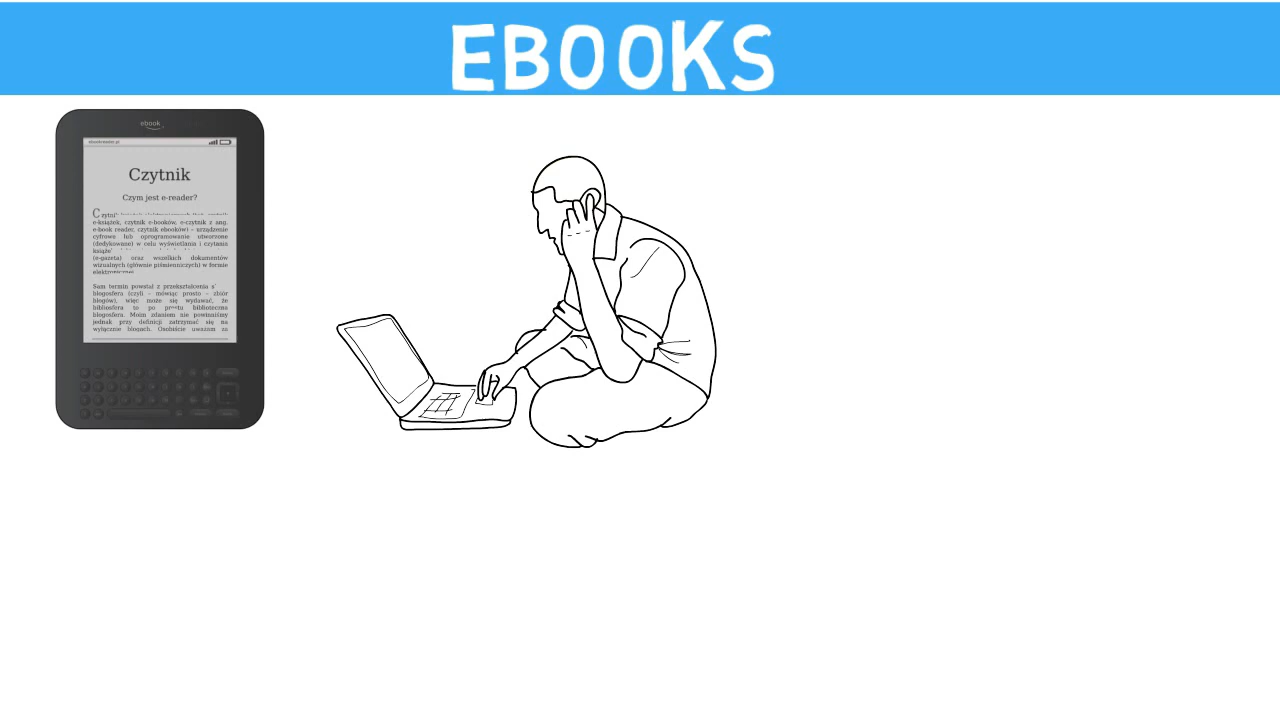 EBOOKS
ebook
Czytnik
Czym jest e-reader?
e-książek, czytnik e-booków, e-czytnik z ang.
e-book reader, czytnik ebooków) – urządzenie
cyfrowe lub oprogramowanie utworzone
(dedykowane) w celu wyświetlania i czytania
(e-gazeta) oraz wszelkich dokumentów
wizualnych (głównie piśmienniczych) w formie
Sam termin powstał z przekształcenia
blogosfera (czyli – mówiąc prosto – zbiór
blogów), więc może się wydawać, że
biblioteka to po prostu biblioteczna
blogosfera. Moim zdaniem nie powinniśmy
jednak przy definicji zatrzymać się na
wyłącznie blogach. Osobiście uważam za